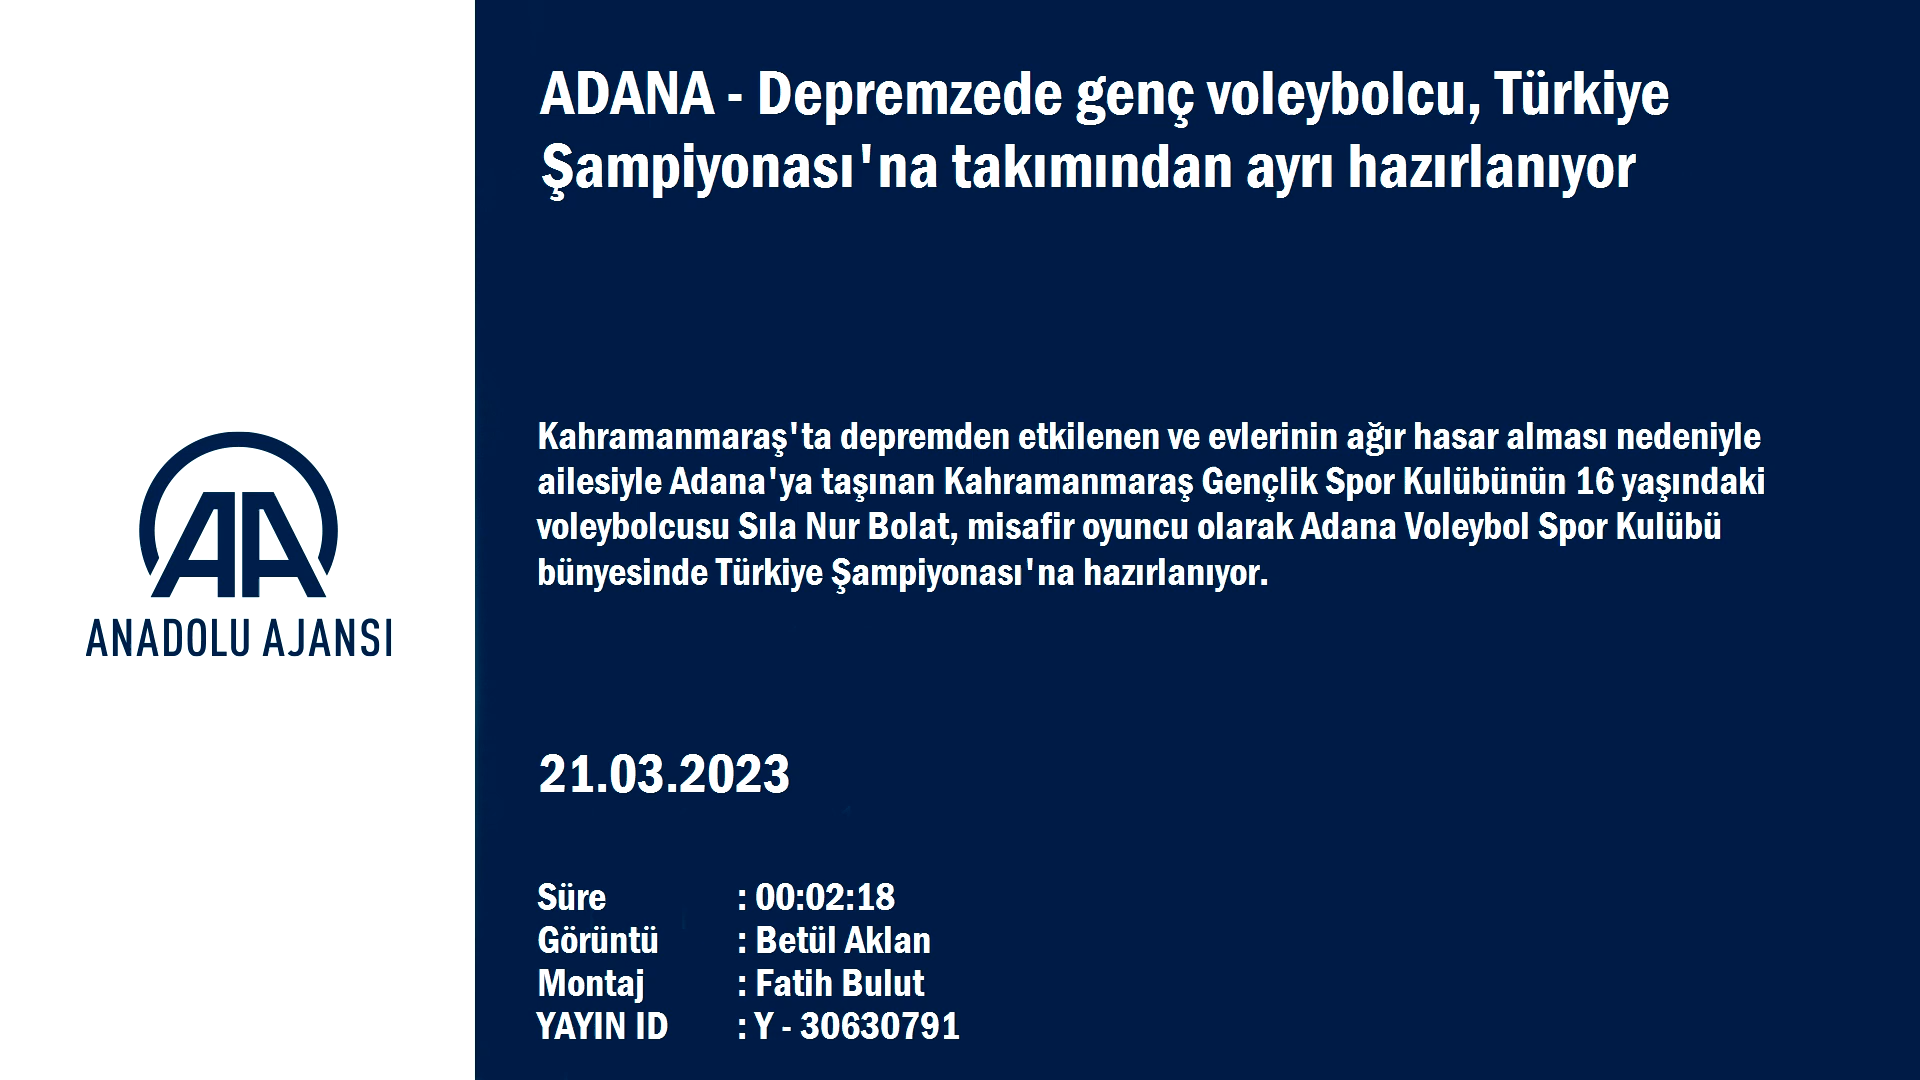 ADANA - Depremzede genç voleybolcu, Türkiye
Şampiyonası'na takımından ayrı hazırlanıyor
Kahramanmaraş'ta depremden etkilenen ve evlerinin ağır hasar alması nedeniyle
ailesiyle Adana'ya taşınan Kahramanmaraş Gençlik Spor Kulübünün 16 yaşındaki
voleybolcusu Sıla Nur Bolat, misafir oyuncu olarak Adana Voleybol Spor Kulübü
bünyesinde Türkiye Şampiyonası'na hazırlanıyor.
AA
ANADOLU AJANSI
21.03.2023
Süre : 00:02:18
Görüntü : Betül Aklan
Montaj : Fatih Bulut
YAYIN ID : Y - 30630791